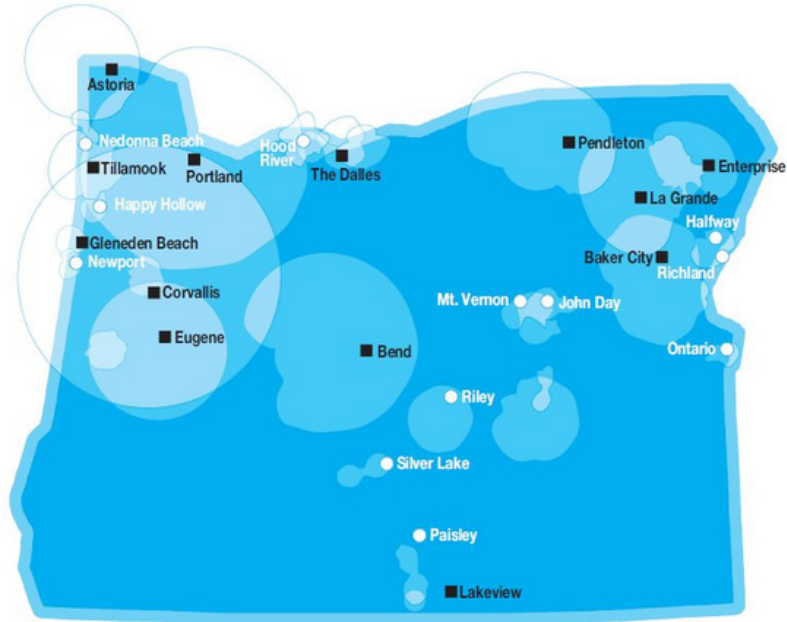 Astoria
Nedonna Beach
Hood
River
Pendleton
Tillamook
Portland
The Dalles
Enterprise
La Grande
Happy Hollow
Halfway
Gleneden Beach
Newport
Baker City
Richland
Corvallis
Mt. Vernon
John Day
Eugene
Bend
Ontario
Riley
Silver Lake
Paisley
Lakeview